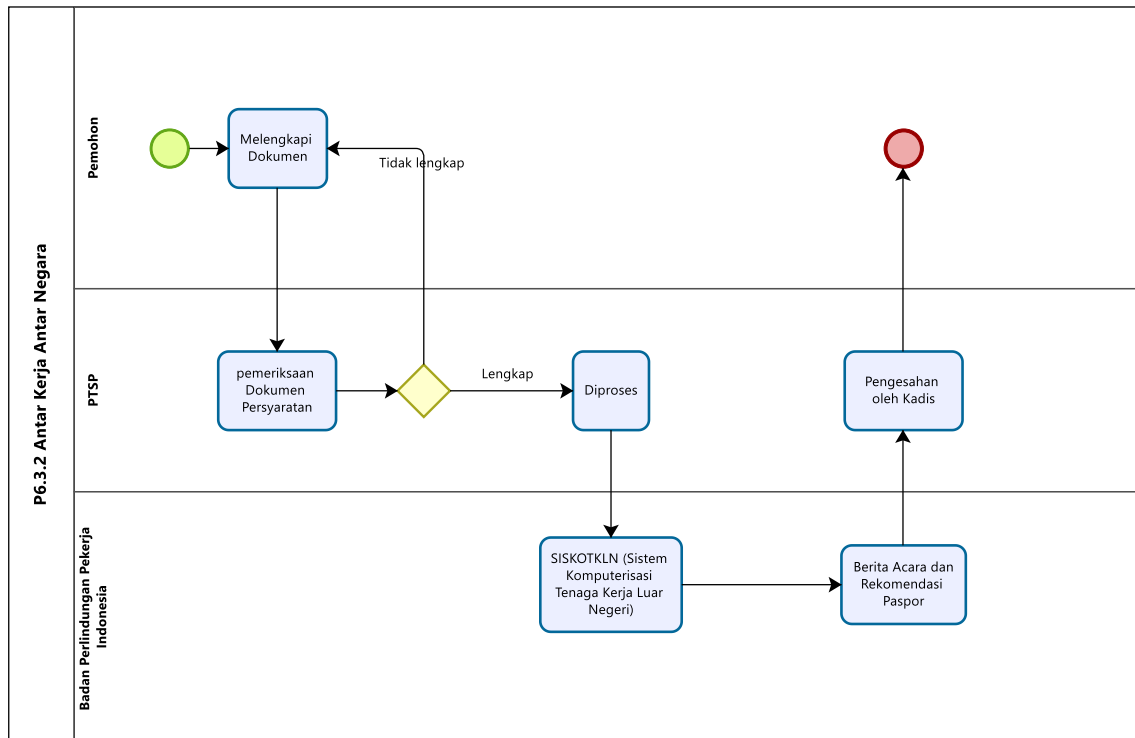 P6.3.2 Antar Kerja Antar Negara
Pemohon
Melengkapi
Dokumen
Tidak lengkap
PTSP
pemeriksaan
Dokumen
Persyaratan
Lengkap
Diproses
Pengesahan
oleh Kadis
Badan Perlindungan Pekerja
Indonesia
SISKOTKLN (Sistem
Komputerisasi
Tenaga Kerja Luar
Negeri)
Berita Acara dan
Rekomendasi
Paspor